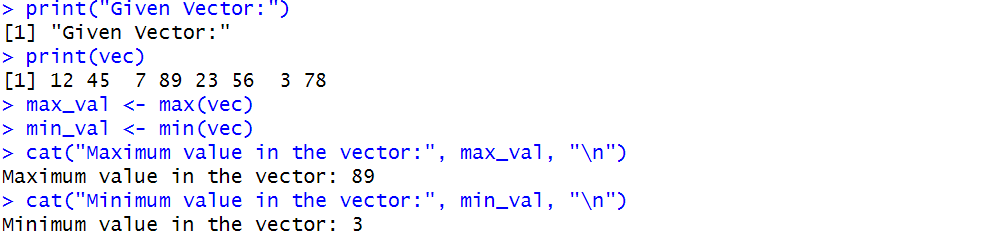 > print("Given Vector:")
[1] "Given Vector:"
> print(vec)
[1] 12 45  7 89 23 56  3 78
> max_val <- max(vec)
> min_val <- min(vec)
> cat("Maximum value in the vector:", max_val, "\n")
Maximum value in the vector: 89
> cat("Minimum value in the vector:", min_val, "\n")
Minimum value in the vector: 3